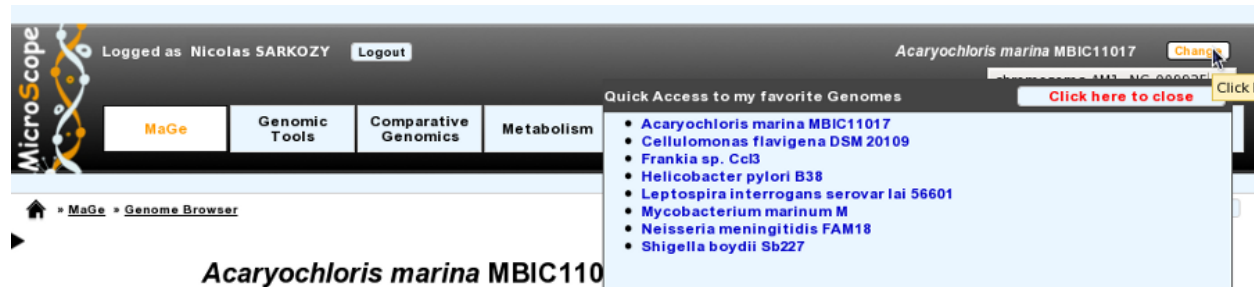 MicroScope
Logged as Nicolas SARKOZY Logout
Acaryochloris marina MBIC11017 Change
Click
Quick Access to my favorite Genomes Click here to close
MaGe
Genomic Tools
Comparative Genomics
Metabolism
Acaryochloris marina MBIC11017
Cellulomonas flavigena DSM 20109
Frankia sp. CcI3
Helicobacter pylori B38
Leptospira interrogans serovar lai 56601
Mycobacterium marinum M
Neisseria meningitidis FAM18
Shigella boydii Sb227
» MaGe » Genome Browser
Acaryochloris marina MBIC110